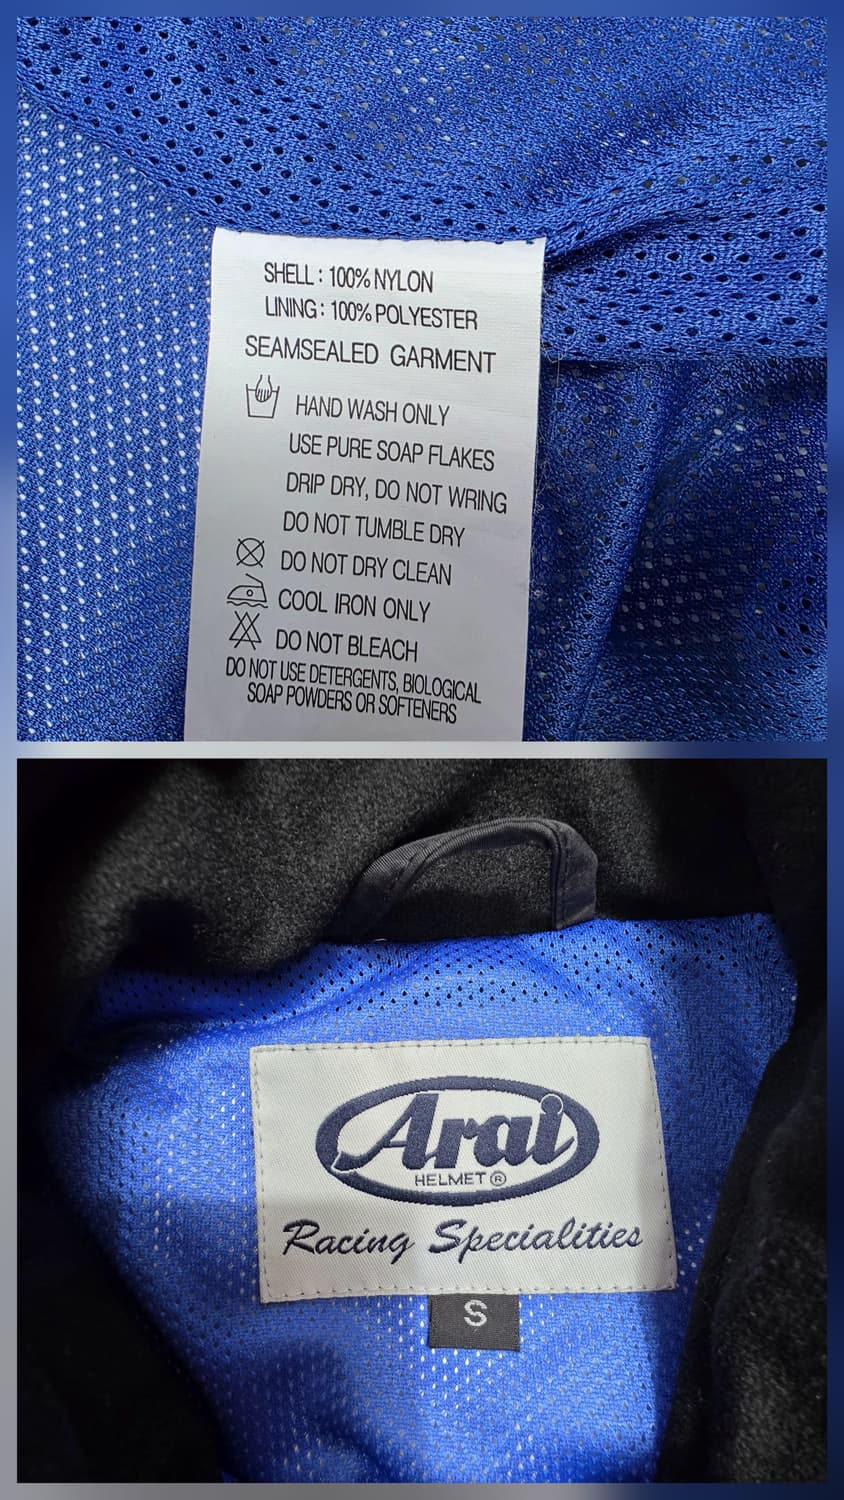 SHELL : 100% NYLON
LINING : 100% POLYESTER
SEAMSEALED GARMENT
HAND WASH ONLY
USE PURE SOAP FLAKES
DRIP DRY, DO NOT WRING
DO NOT TUMBLE DRY
DO NOT DRY CLEAN
COOL IRON ONLY
DO NOT BLEACH
DO NOT USE DETERGENTS, BIOLOGICAL
SOAP POWDERS OR SOFTENERS
Arai
HELMET ®
Racing Specialities
S